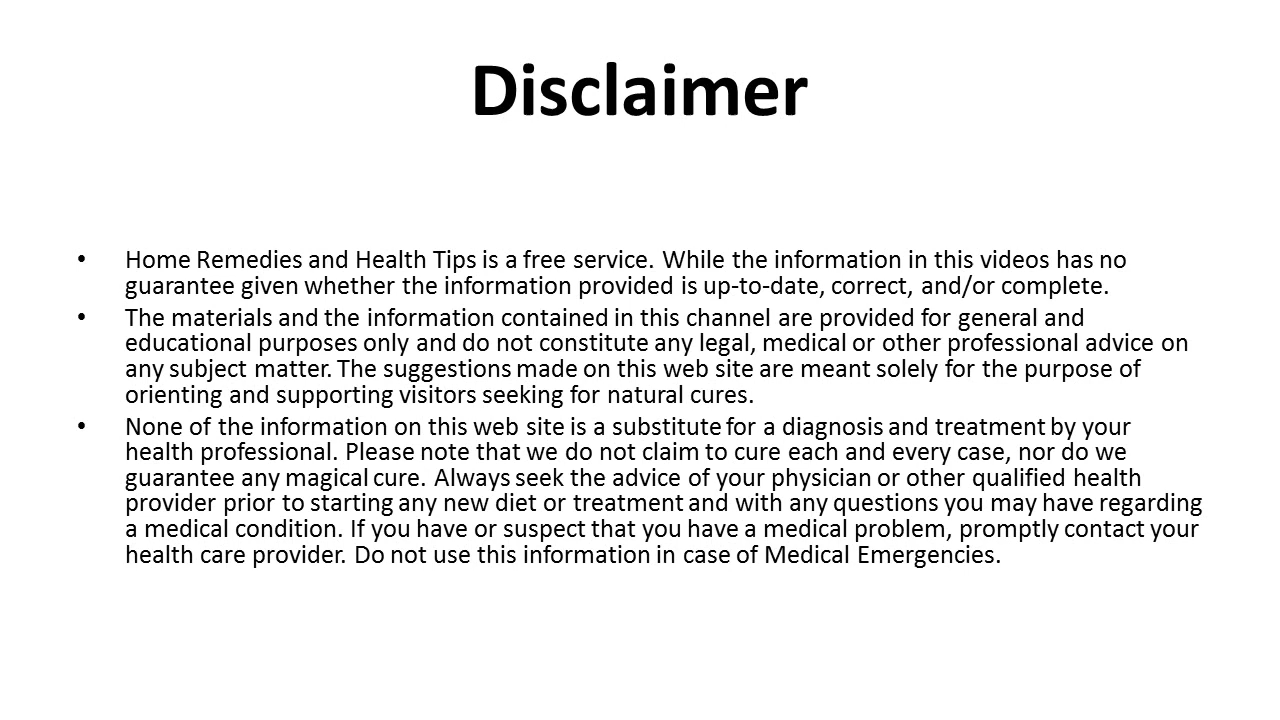 Disclaimer
• Home Remedies and Health Tips is a free service. While the information in this videos has no
guarantee given whether the information provided is up-to-date, correct, and/or complete.
• The materials and the information contained in this channel are provided for general and
educational purposes only and do not constitute any legal, medical or other professional advice on
any subject matter. The suggestions made on this web site are meant solely for the purpose of
orienting and supporting visitors seeking for natural cures.
• None of the information on this web site is a substitute for a diagnosis and treatment by your
health professional. Please note that we do not claim to cure each and every case, nor do we
guarantee any magical cure. Always seek the advice of your physician or other qualified health
provider prior to starting any new diet or treatment and with any questions you may have regarding
a medical condition. If you have or suspect that you have a medical problem, promptly contact your
health care provider. Do not use this information in case of Medical Emergencies.